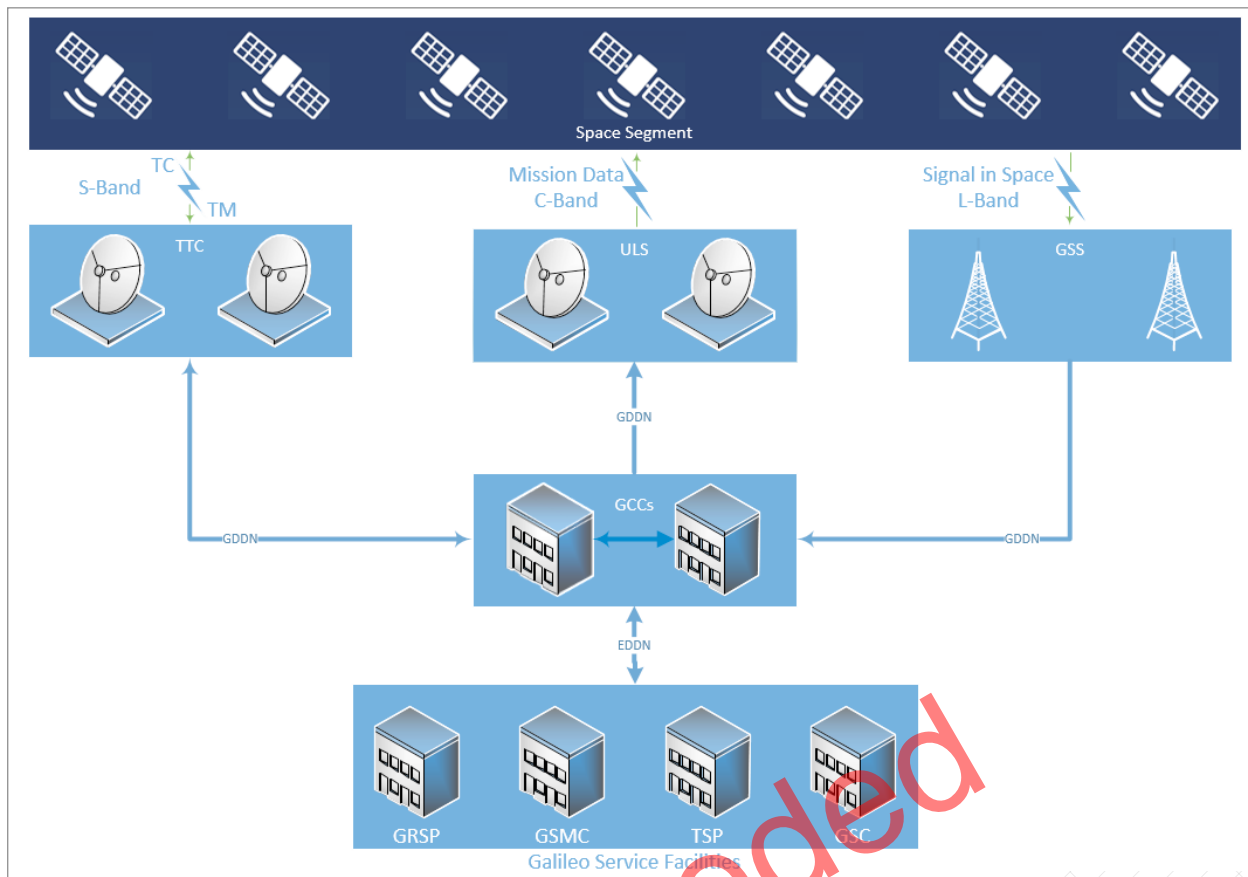 Space Segment
TC
S-Band
TM
Mission Data
C-Band
Signal in Space
L-Band
TTC
ULS
GSS
GDDN
GCCs
GDDN
GDDN
EDDN
GRSP
GSMC
TSP
GSC
Galileo Service Facilities